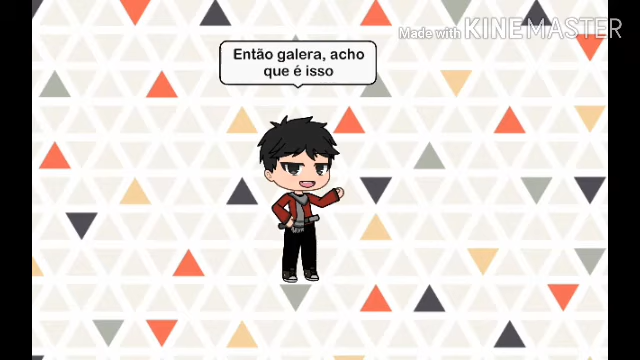 Made with KINEMASTER
Então galera, acho
que é isso